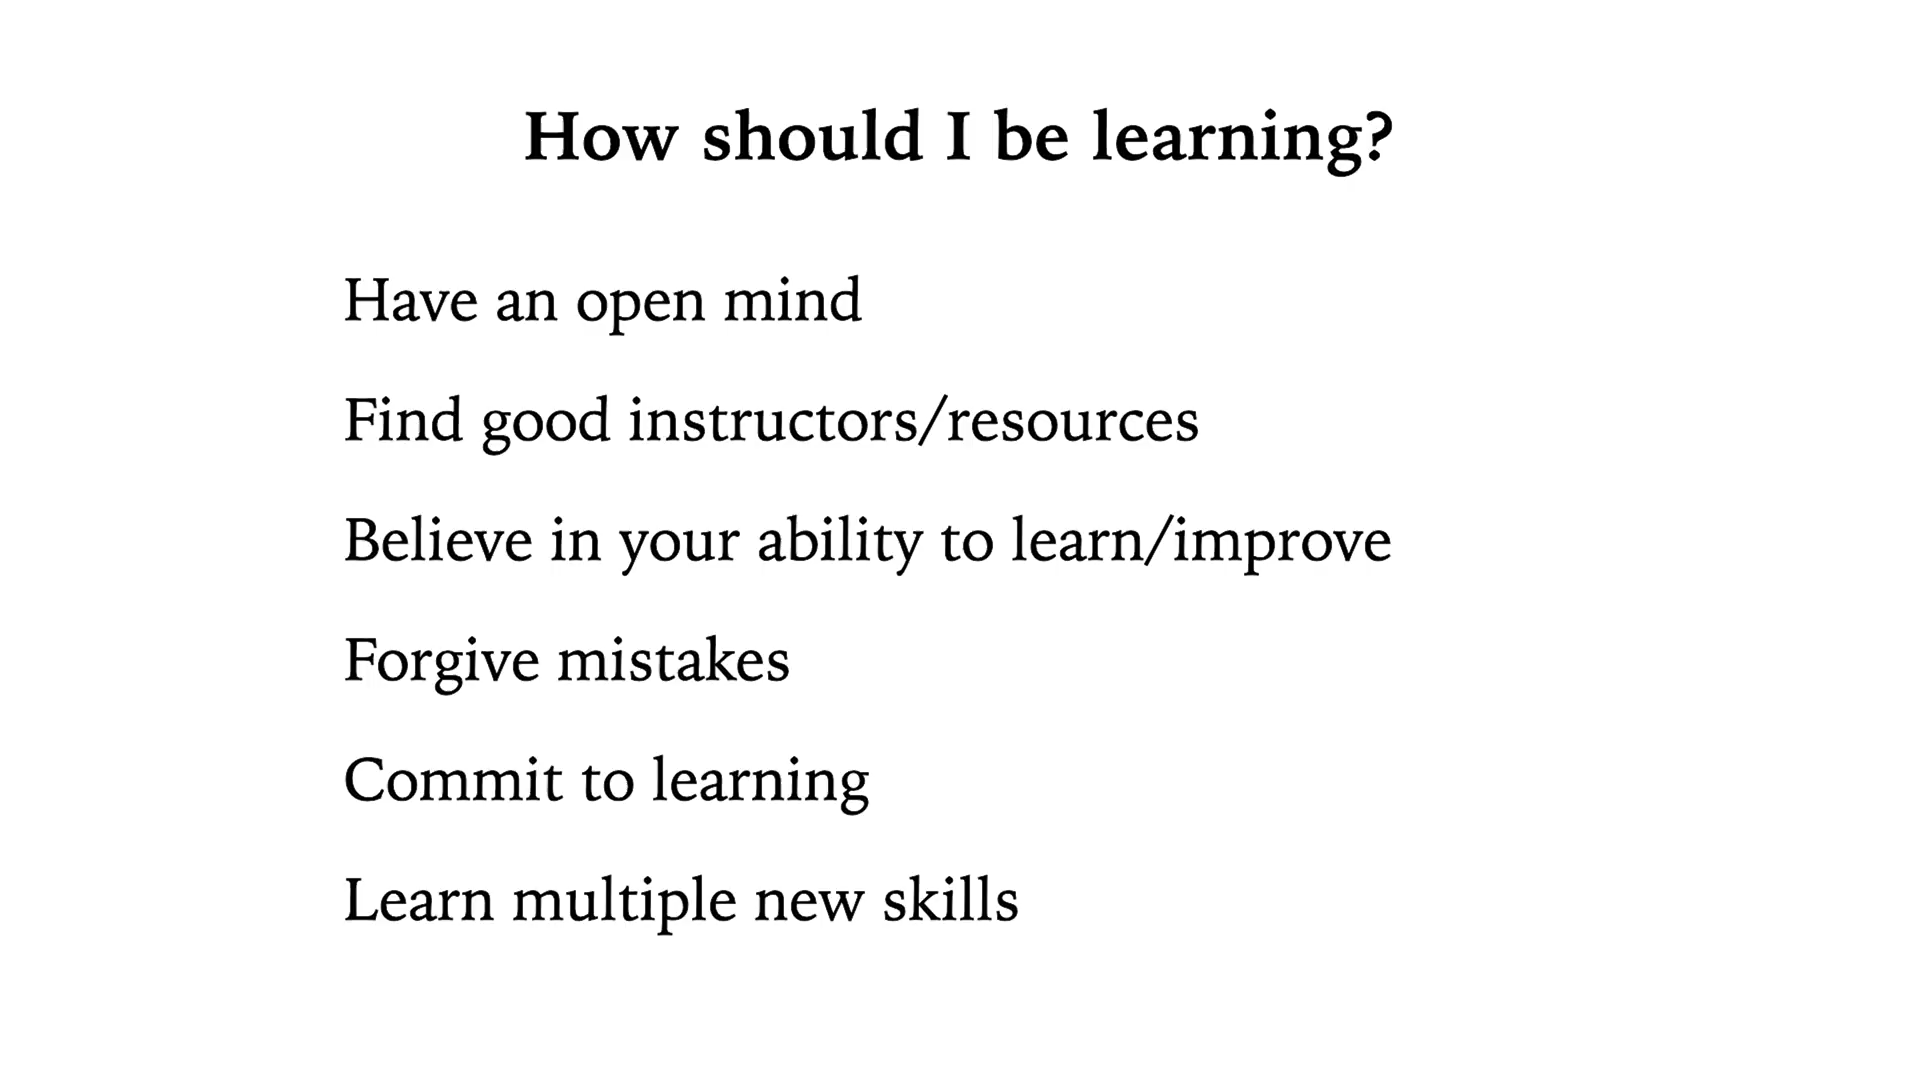 How should I be learning?
Have an open mind
Find good instructors/resources
Believe in your ability to learn/improve
Forgive mistakes
Commit to learning
Learn multiple new skills